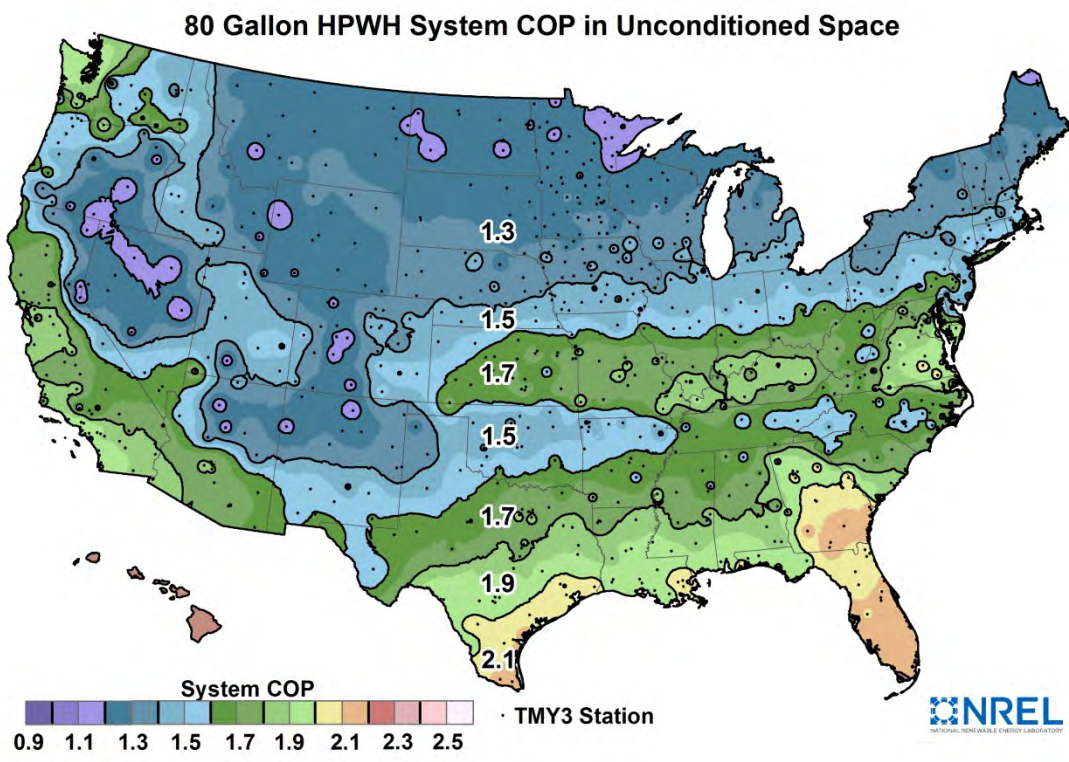 80 Gallon HPWH System COP in Unconditioned Space
1.3
1.5
1.7
1.5
1.7
1.9
2.1
System COP
0.9 1.1 1.3 1.5 1.7 1.9 2.1 2.3 2.5
· TMY3 Station
NREL
NATIONAL RENEWABLE ENERGY LABORATORY